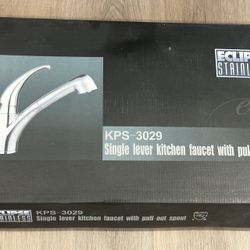 ECLIPSE
STAINLESS
KPS-3029
Single lever kitchen faucet with pul
ECLIPSE KPS-3029
STAINLESS Single lever kitchen faucet with pull-out spout